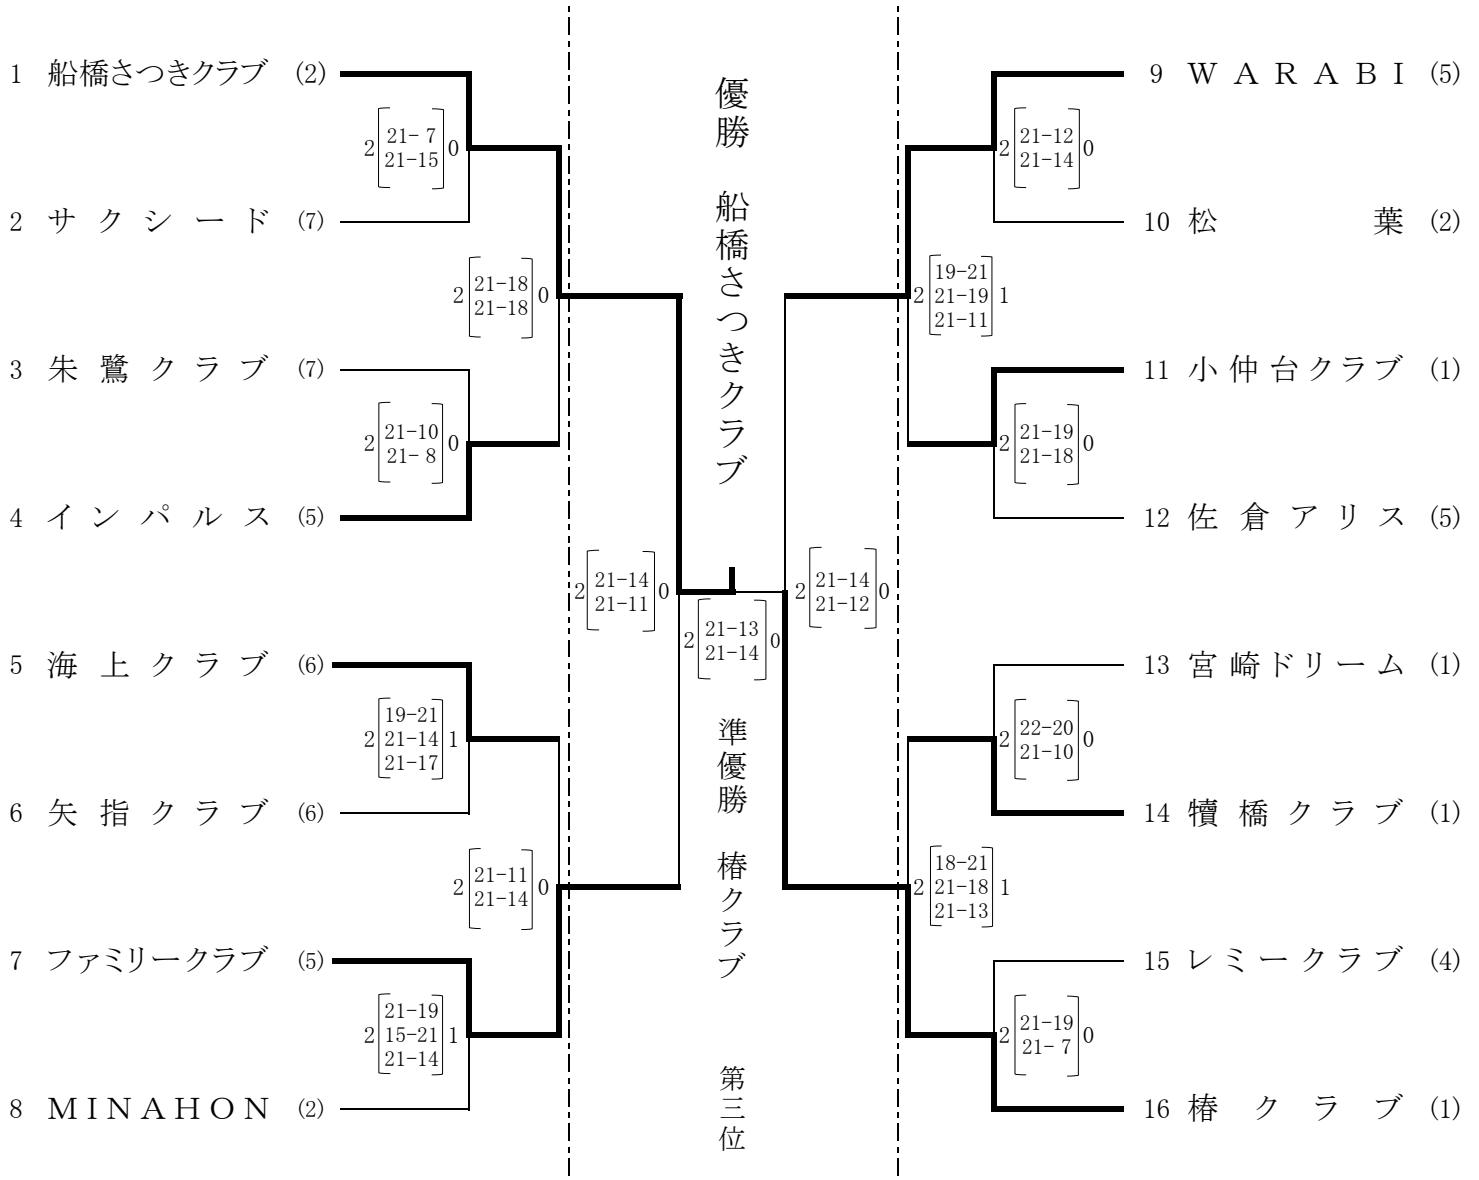 1 船橋さつきクラブ (2)
2 [21- 7 21-15] 0
2 サクシード (7)
2 [21-18 21-18] 0
3 朱鷺クラブ (7)
2 [21-10 21- 8] 0
4 インパルス (5)
2 [21-14 21-11] 0
5 海上クラブ (6)
2 [19-21 21-14 21-17] 1
6 矢指クラブ (6)
2 [21-11 21-14] 0
7 ファミリークラブ (5)
2 [21-19 15-21 21-14] 1
8 MINAHON (2)
優勝 船橋さつきクラブ
2 [21-13 21-14] 0
準優勝 椿クラブ
第三位
9 WARABI (5)
2 [21-12 21-14] 0
10 松葉 (2)
2 [19-21 21-19 21-11] 1
11 小仲台クラブ (1)
2 [21-19 21-18] 0
12 佐倉アリス (5)
2 [21-14 21-12] 0
13 宮崎ドリーム (1)
2 [22-20 21-10] 0
14 犢橋クラブ (1)
2 [18-21 21-18 21-13] 1
15 レミークラブ (4)
2 [21-19 21- 7] 0
16 椿クラブ (1)